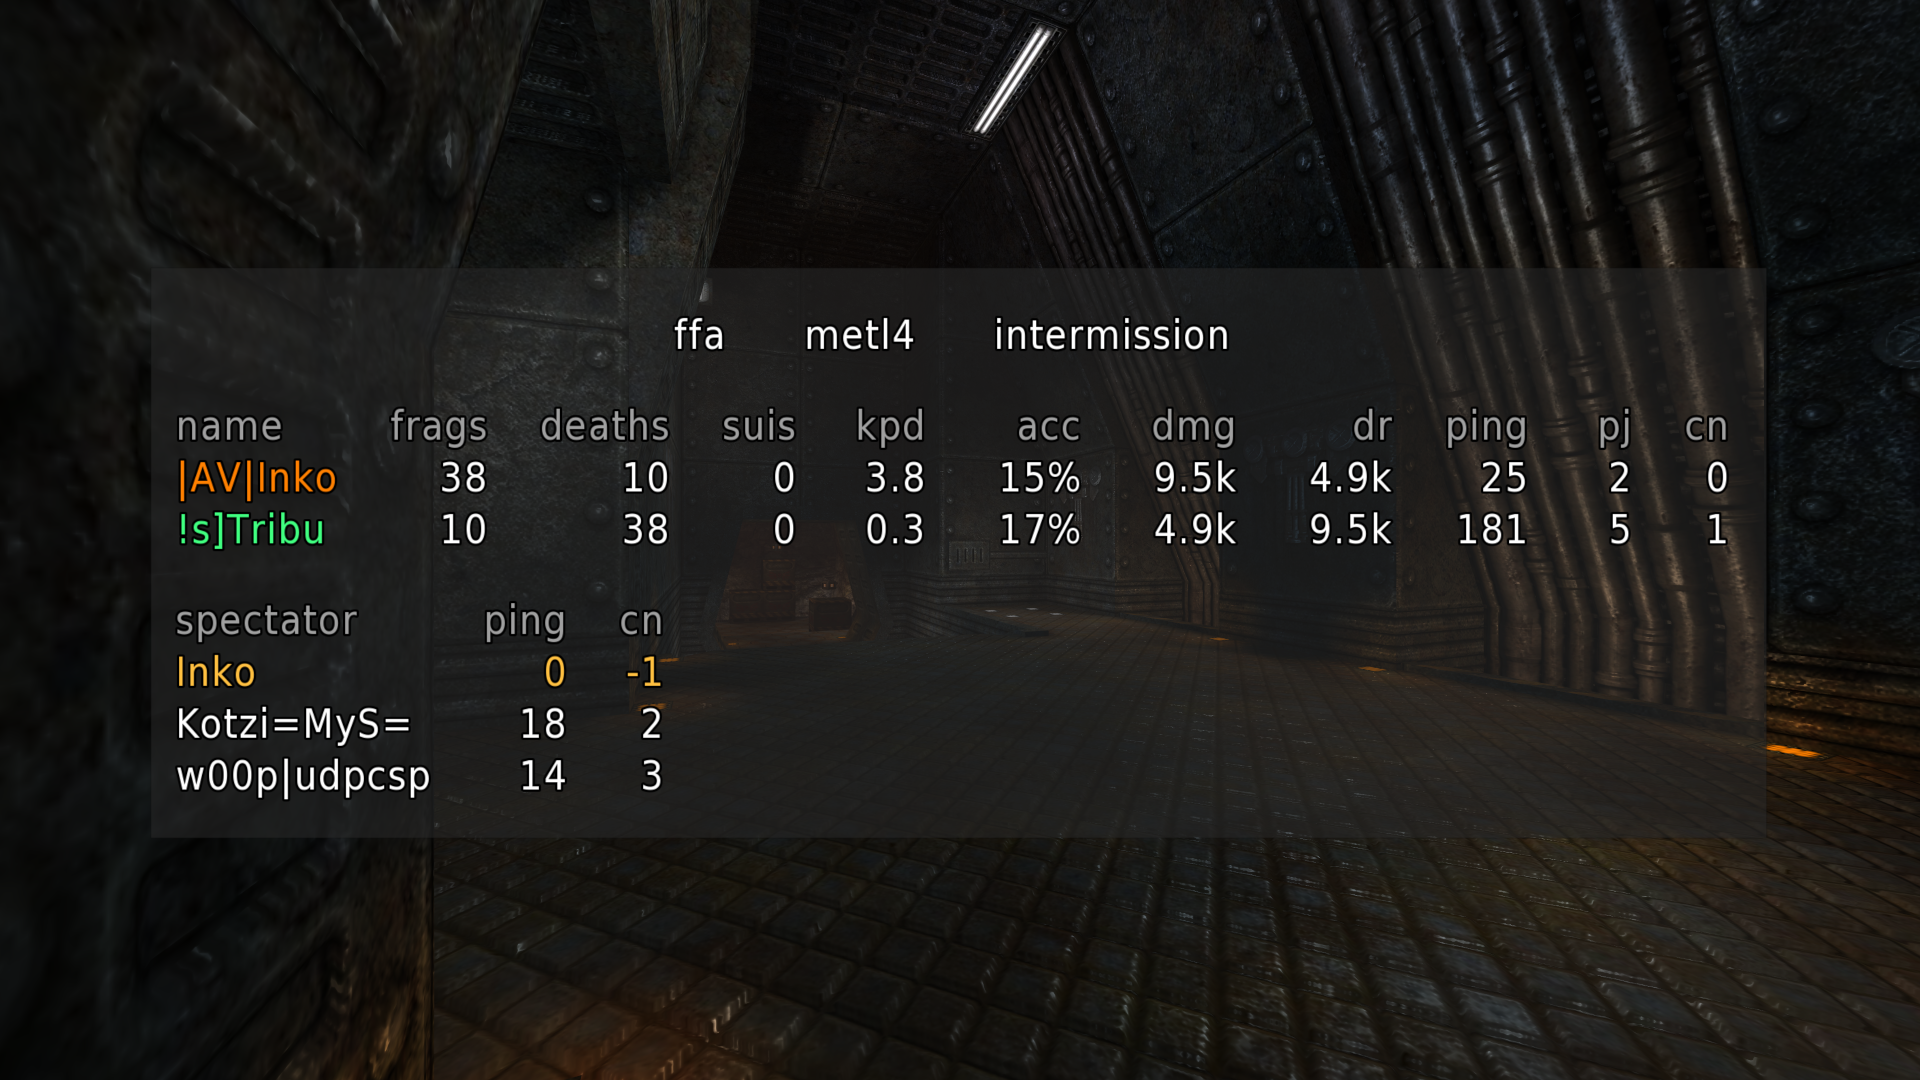 ffa metl4 intermission
name frags deaths suis kpd acc dmg dr ping pj cn
|AV|Inko 38 10 0 3.8 15% 9.5k 4.9k 25 2 0
!s]Tribu 10 38 0 0.3 17% 4.9k 9.5k 181 5 1
spectator ping cn
Inko 0 -1
Kotzi=MyS= 18 2
w00p|udpcsp 14 3